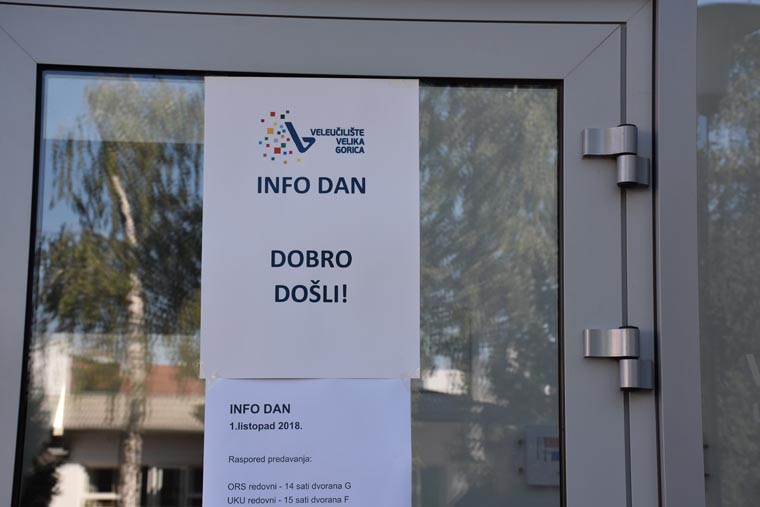 VELEUČILIŠTE
VELIKA
GORICA
INFO DAN
DOBRO
DOŠLI!
INFO DAN
1.listopad 2018.
Raspored predavanja:
ORS redovni - 14 sati dvorana G
UKU redovni - 15 sati dvorana F